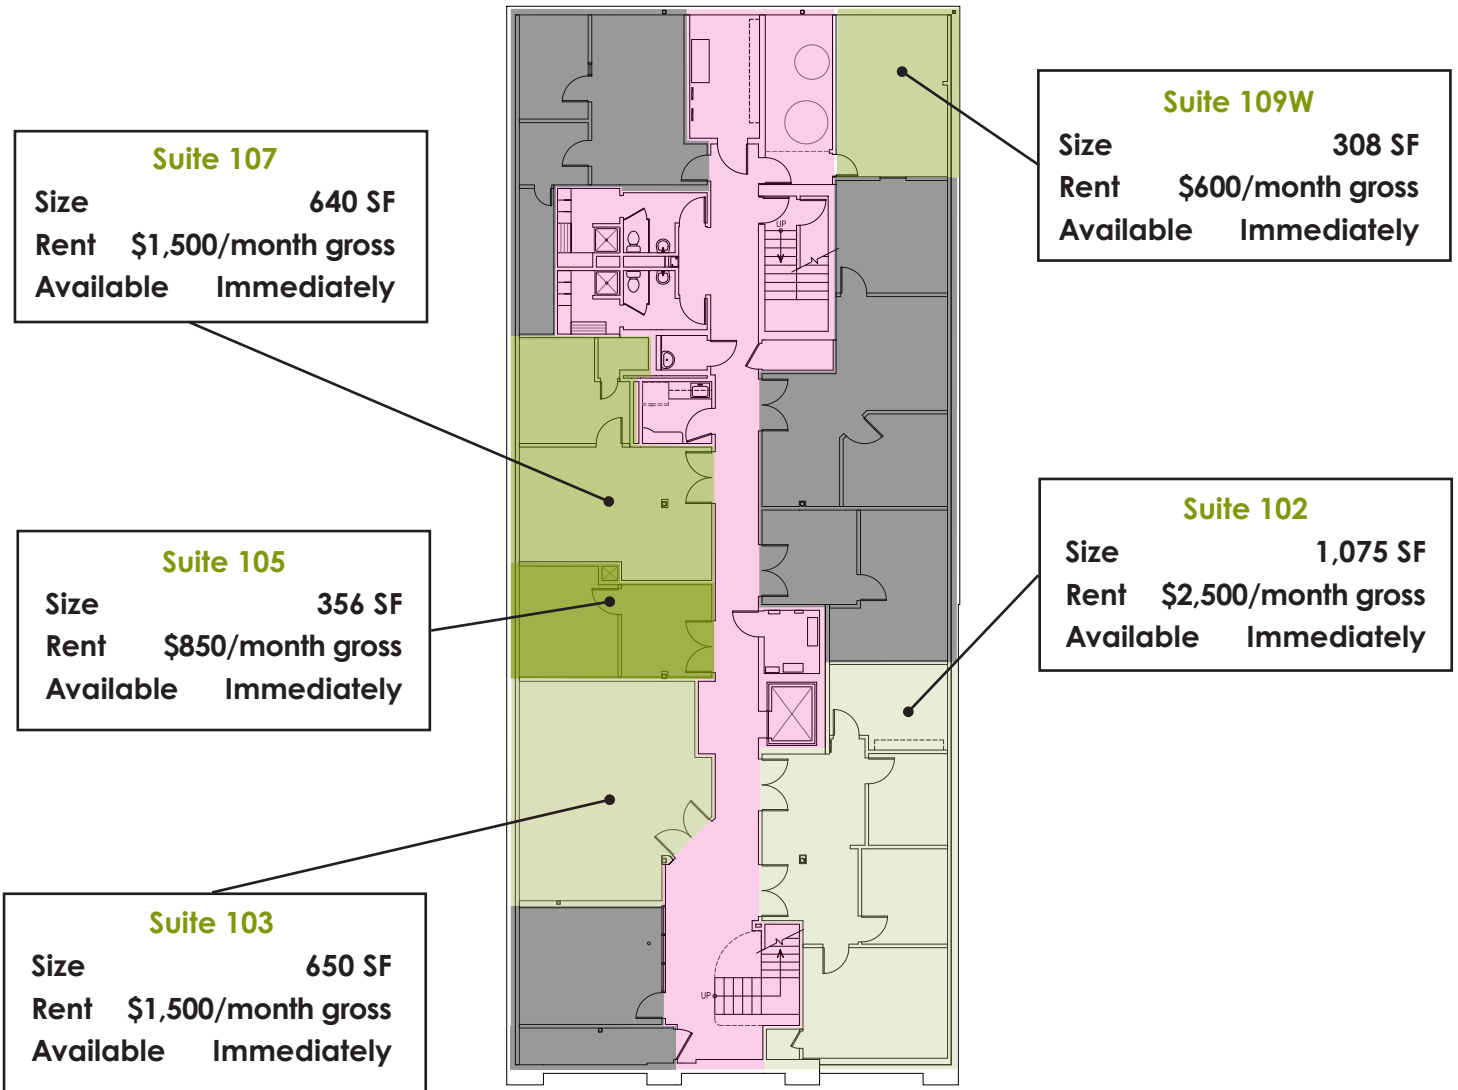 Suite 109W
Size 308 SF
Rent $600/month gross
Available Immediately
Suite 107
Size 640 SF
Rent $1,500/month gross
Available Immediately
UP
Suite 102
Size 1,075 SF
Rent $2,500/month gross
Available Immediately
Suite 105
Size 356 SF
Rent $850/month gross
Available Immediately
Suite 103
Size 650 SF
Rent $1,500/month gross
Available Immediately
UP